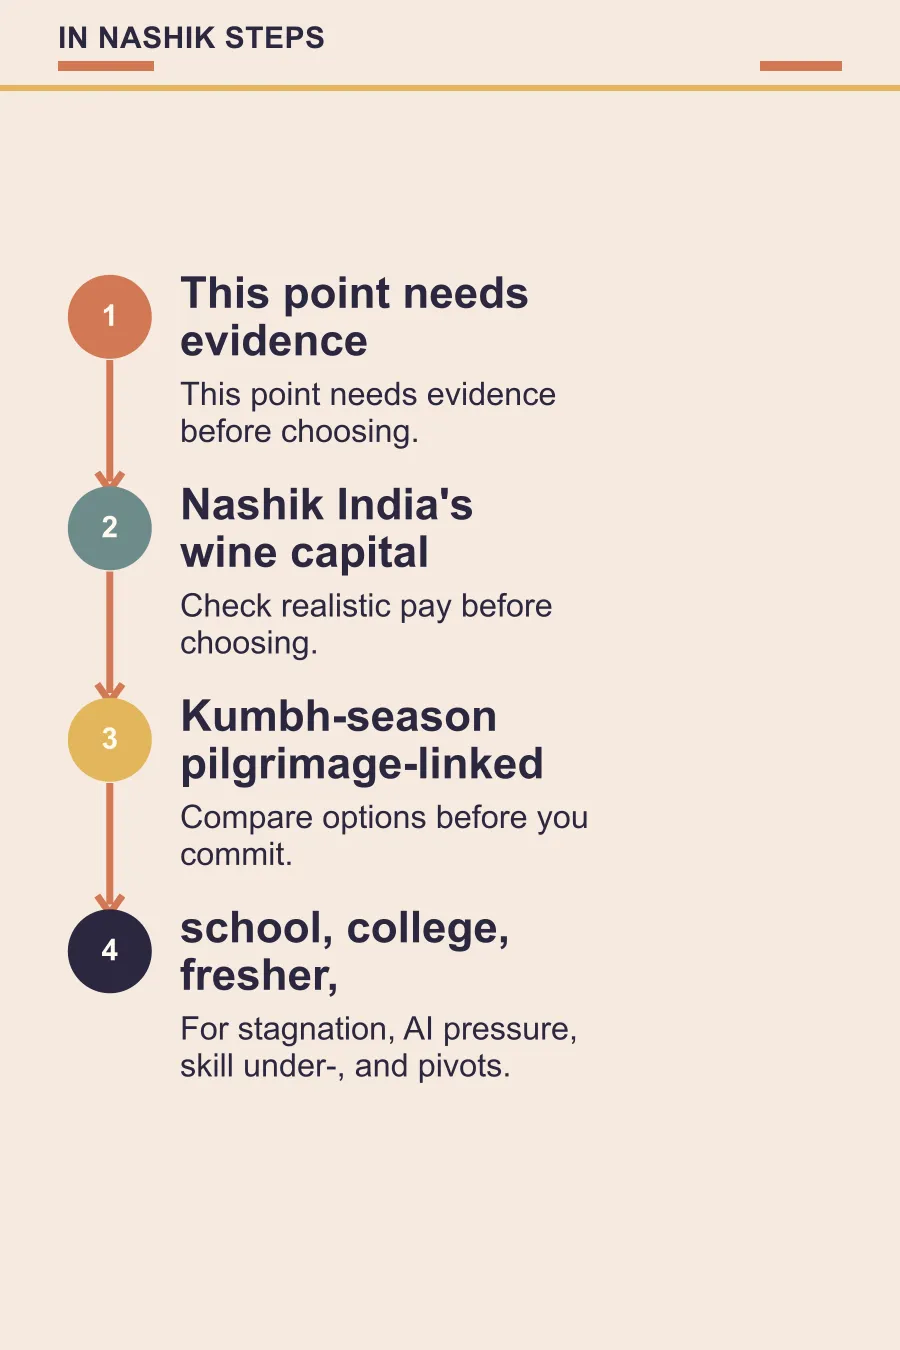 IN NASHIK STEPS
1
This point needs
evidence
This point needs evidence
before choosing.
2
Nashik India's
wine capital
Check realistic pay before
choosing.
3
Kumbh-season
pilgrimage-linked
Compare options before you
commit.
4
school, college,
fresher,
For stagnation, AI pressure,
skill under-, and pivots.